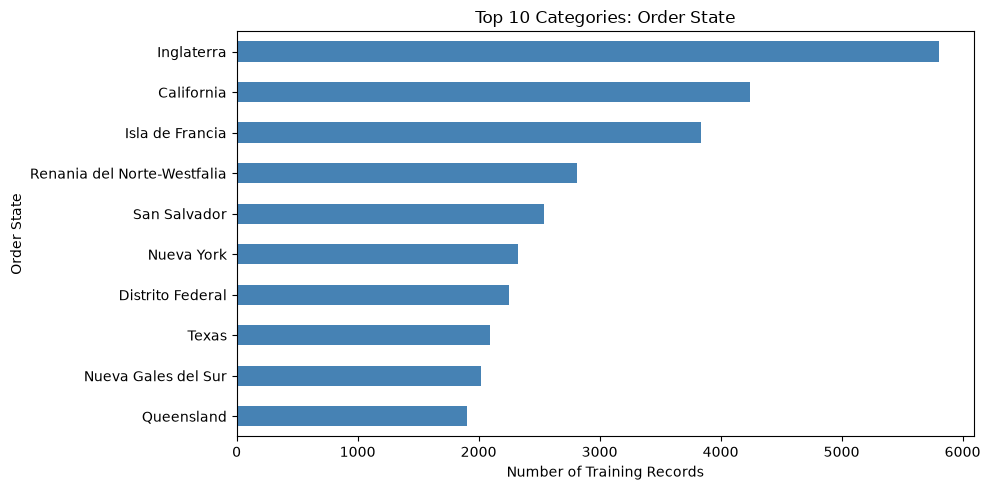 Top 10 Categories: Order State
Inglaterra
California
Isla de Francia
Renania del Norte-Westfalia
San Salvador
Nueva York
Distrito Federal
Texas
Nueva Gales del Sur
Queensland
Order State
0 1000 2000 3000 4000 5000 6000
Number of Training Records